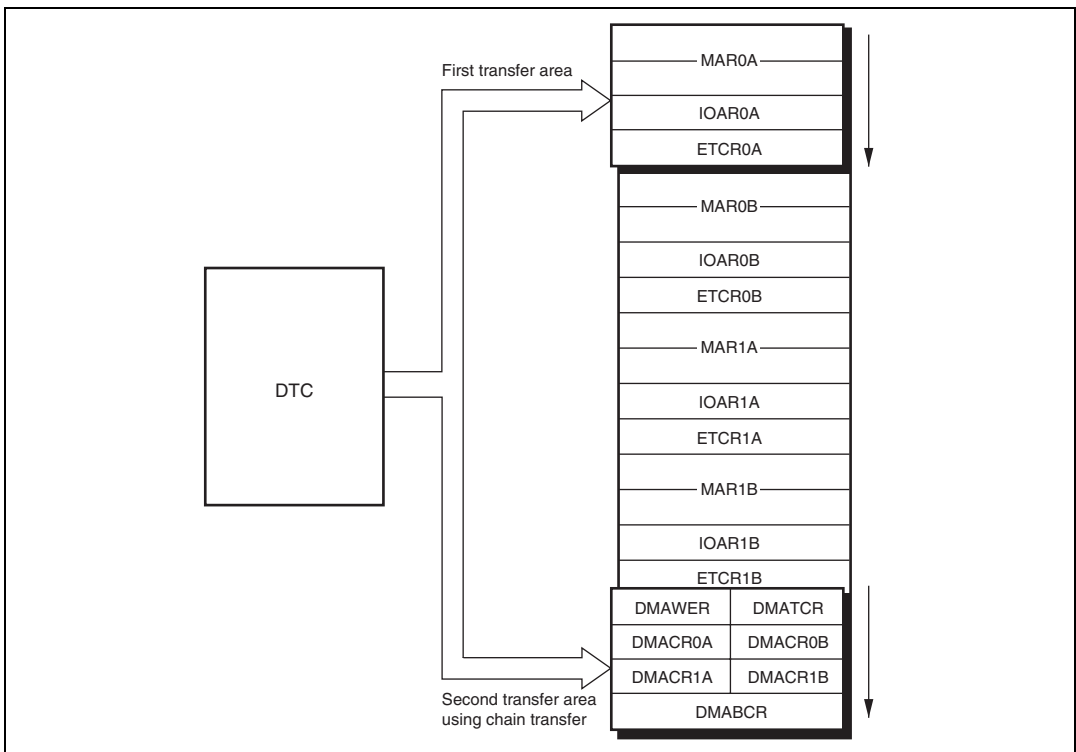 First transfer area
MAR0A
IOAR0A
ETCR0A
MAR0B
IOAR0B
ETCR0B
MAR1A
DTC
IOAR1A
ETCR1A
MAR1B
IOAR1B
ETCR1B
DMAWER DMATCR
DMACR0A DMACR0B
DMACR1A DMACR1B
Second transfer area
using chain transfer
DMABCR